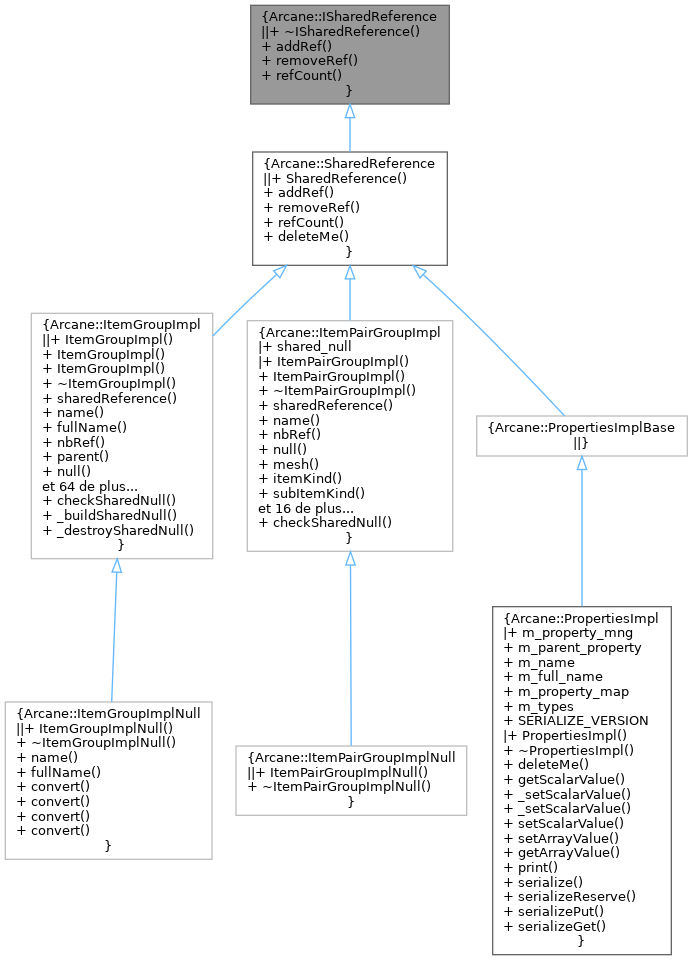 {Arcane::ISharedReference
||+ ~ISharedReference()
+ addRef()
+ removeRef()
+ refCount()
}
{Arcane::SharedReference
||+ SharedReference()
+ addRef()
+ removeRef()
+ refCount()
+ deleteMe()
}
{Arcane::ItemGroupImpl
||+ ItemGroupImpl()
+ ItemGroupImpl()
+ ItemGroupImpl()
+ ~ItemGroupImpl()
+ sharedReference()
+ name()
+ fullName()
+ nbRef()
+ parent()
+ null()
et 64 de plus...
+ checkSharedNull()
+ _buildSharedNull()
+ _destroySharedNull()
}
{Arcane::ItemPairGroupImpl
|+ shared_null
|+ ItemPairGroupImpl()
+ ItemPairGroupImpl()
+ ~ItemPairGroupImpl()
+ sharedReference()
+ name()
+ nbRef()
+ null()
+ mesh()
+ itemKind()
+ subItemKind()
et 16 de plus...
+ checkSharedNull()
}
{Arcane::PropertiesImplBase
||}
{Arcane::ItemGroupImplNull
||+ ItemGroupImplNull()
+ ~ItemGroupImplNull()
+ name()
+ fullName()
+ convert()
+ convert()
+ convert()
+ convert()
}
{Arcane::ItemPairGroupImplNull
||+ ItemPairGroupImplNull()
+ ~ItemPairGroupImplNull()
}
{Arcane::PropertiesImpl
|+ m_property_mng
+ m_parent_property
+ m_name
+ m_full_name
+ m_property_map
+ m_types
+ SERIALIZE_VERSION
|+ PropertiesImpl()
+ ~PropertiesImpl()
+ deleteMe()
+ getScalarValue()
+ _setScalarValue()
+ _setScalarValue()
+ setScalarValue()
+ setArrayValue()
+ getArrayValue()
+ print()
+ serialize()
+ serializeReserve()
+ serializePut()
+ serializeGet()
}